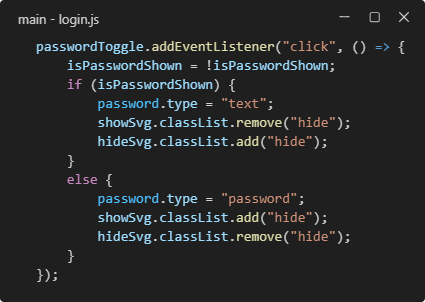 main - login.js
passwordToggle.addEventListener("click", () => {
    isPasswordShown = !isPasswordShown;
    if (isPasswordShown) {
        password.type = "text";
        showSvg.classList.remove("hide");
        hideSvg.classList.add("hide");
    }
    else {
        password.type = "password";
        showSvg.classList.add("hide");
        hideSvg.classList.remove("hide");
    }
});